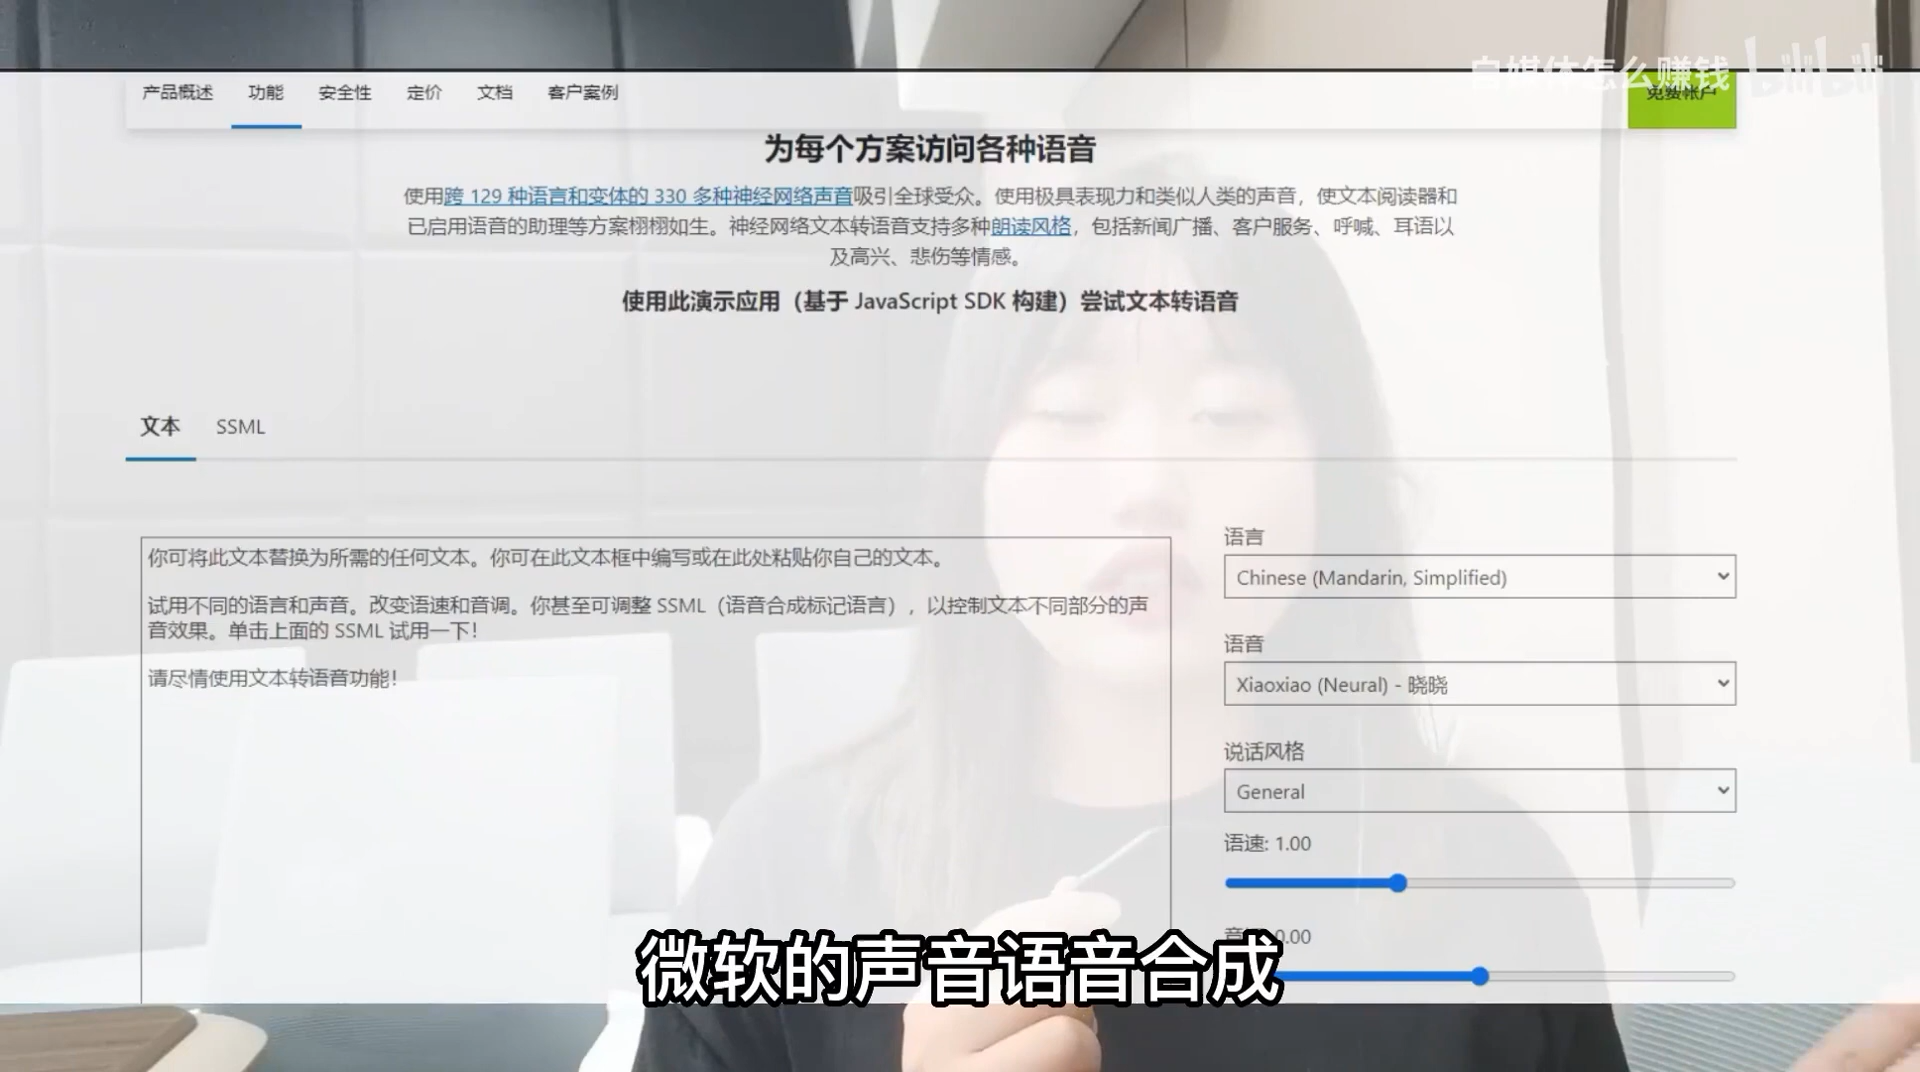 自媒体怎么赚钱 bilibili
产品概述 功能 安全性 定价 文档 客户案例 免费帐户
为每个方案访问各种语音
使用跨 129 种语言和变体的 330 多种神经网络声音吸引全球受众。使用极具表现力和类似人类的声音，使文本阅读器和
已启用语音的助理等方案栩栩如生。神经网络文本转语音支持多种朗读风格，包括新闻广播、客户服务、呼喊、耳语以
及高兴、悲伤等情感。
使用此演示应用（基于 JavaScript SDK 构建）尝试文本转语音
文本 SSML
你可将此文本替换为所需的任何文本。你可在此文本框中编写或在此处粘贴你自己的文本。
试用不同的语言和声音。改变语速和音调。你甚至可调整 SSML（语音合成标记语言），以控制文本不同部分的声
音效果。单击上面的 SSML 试用一下！
请尽情使用文本转语音功能！
语言
Chinese (Mandarin, Simplified)
语音
Xiaoxiao (Neural) - 晓晓
说话风格
General
语速: 1.00
音 0.00
微软的声音语音合成